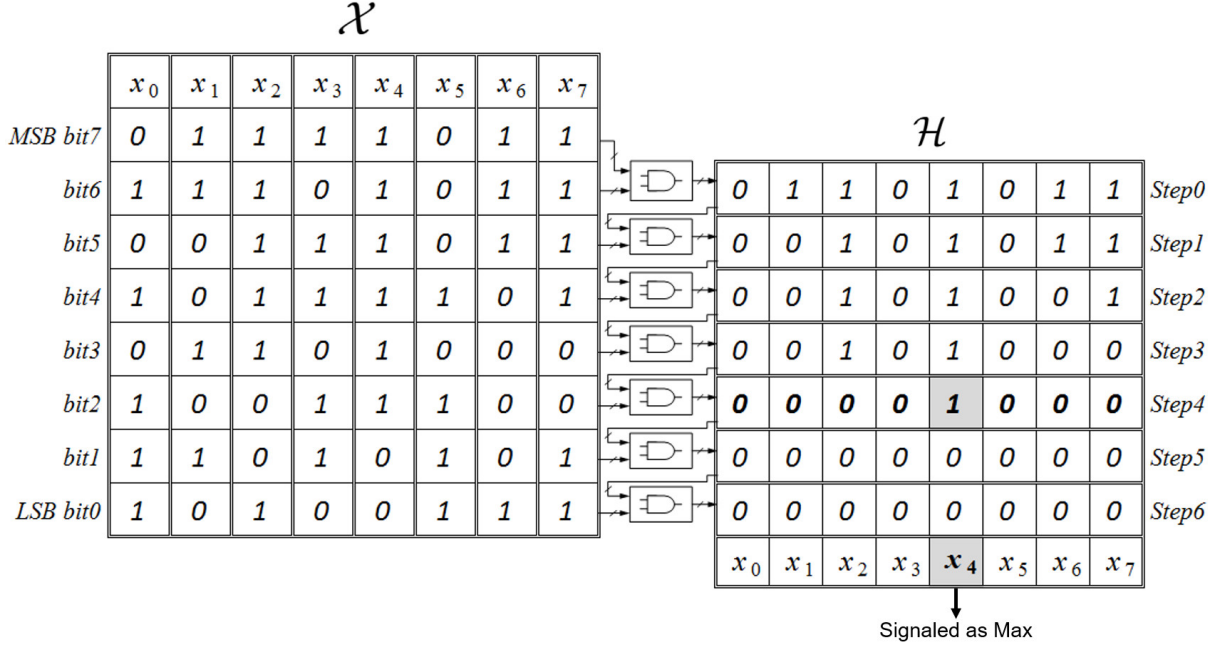 𝒳
x0 x1 x2 x3 x4 x5 x6 x7
MSB bit7 0 1 1 1 1 0 1 1
bit6 1 1 1 0 1 0 1 1
bit5 0 0 1 1 1 0 1 1
bit4 1 0 1 1 1 1 0 1
bit3 0 1 1 0 1 0 0 0
bit2 1 0 0 1 1 1 0 0
bit1 1 1 0 1 0 1 0 1
LSB bit0 1 0 1 0 0 1 1 1
ℋ
0 1 1 0 1 0 1 1 Step0
0 0 1 0 1 0 1 1 Step1
0 0 1 0 1 0 0 1 Step2
0 0 1 0 1 0 0 0 Step3
0 0 0 0 1 0 0 0 Step4
0 0 0 0 0 0 0 0 Step5
0 0 0 0 0 0 0 0 Step6
x0 x1 x2 x3 x4 x5 x6 x7
Signaled as Max